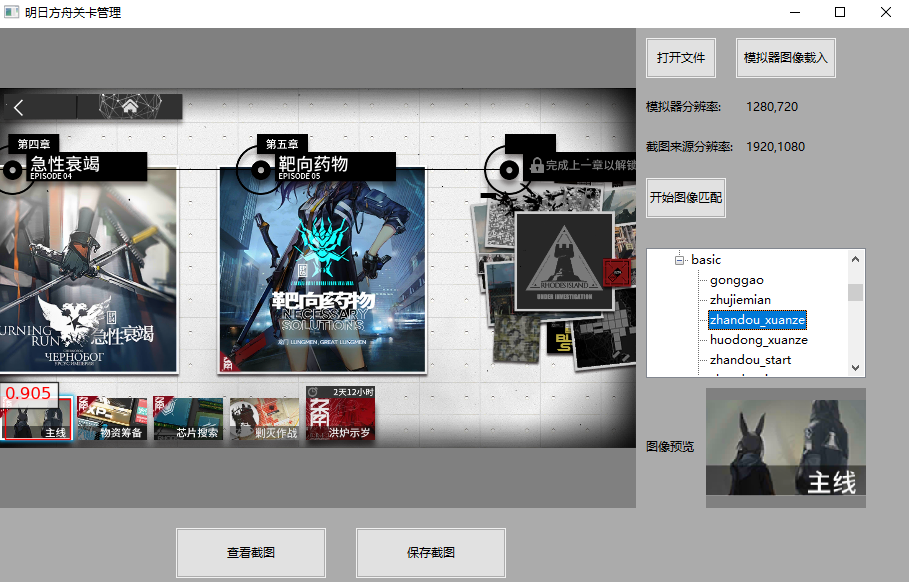 明日方舟关卡管理
打开文件
模拟器图像载入
模拟器分辨率:
1280,720
截图来源分辨率:
1920,1080
开始图像匹配
第四章
急性衰竭
EPISODE 04
第五章
靶向药物
EPISODE 05
完成上一章以解锁
BURNING
RUN
急性衰竭
ЧЕРНОБОГ
靶向药物
NECESSARY
SOLUTIONS
龙门 LUNGMEN, GREAT LUNGMEN
RHODES ISLAND
UNDER INVESTIGATION
basic
gonggao
zhujiemian
zhandou_xuanze
huodong_xuanze
zhandou_start
0.905
主线
物资筹备
芯片搜索
剿灭作战
2天12小时
洪炉示岁
图像预览
主线
查看截图
保存截图